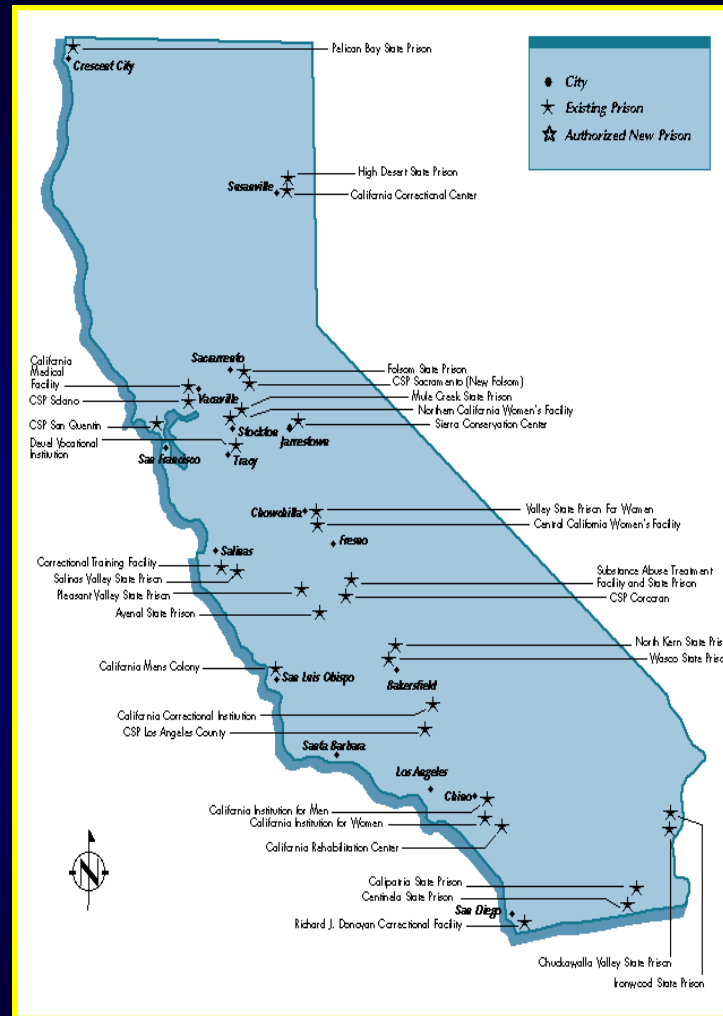 Pelican Bay State Prison
Crescent City
City
Existing Prison
Authorized New Prison
High Desert State Prison
Susanville
California Correctional Center
California
Medical
Facility
Sacramento
Folsom State Prison
CSP Sacramento (New Folsom)
Vacaville
Mule Creek State Prison
CSP Solano
Northern California Women's Facility
CSP San Quentin
Stockton
Jamestown
Sierra Conservation Center
Deuel Vocational
Institution
San Francisco
Tracy
Chowchilla
Valley State Prison For Women
Central California Women's Facility
Fresno
Salinas
Correctional Training Facility
Salinas Valley State Prison
Pleasant Valley State Prison
Substance Abuse Treatment
Facility and State Prison
CSP Corcoran
Avenal State Prison
North Kern State Pris
Wasco State Priso
California Mens Colony
San Luis Obispo
Bakersfield
California Correctional Institution
CSP Los Angeles County
Santa Barbara
Los Angeles
Chino
California Institution for Men
California Institution for Women
California Rehabilitation Center
N
Calipatria State Prison
Centinela State Prison
San Diego
Richard J. Donovan Correctional Facility
Chuckawalla Valley State Prison
Ironwood State Prison